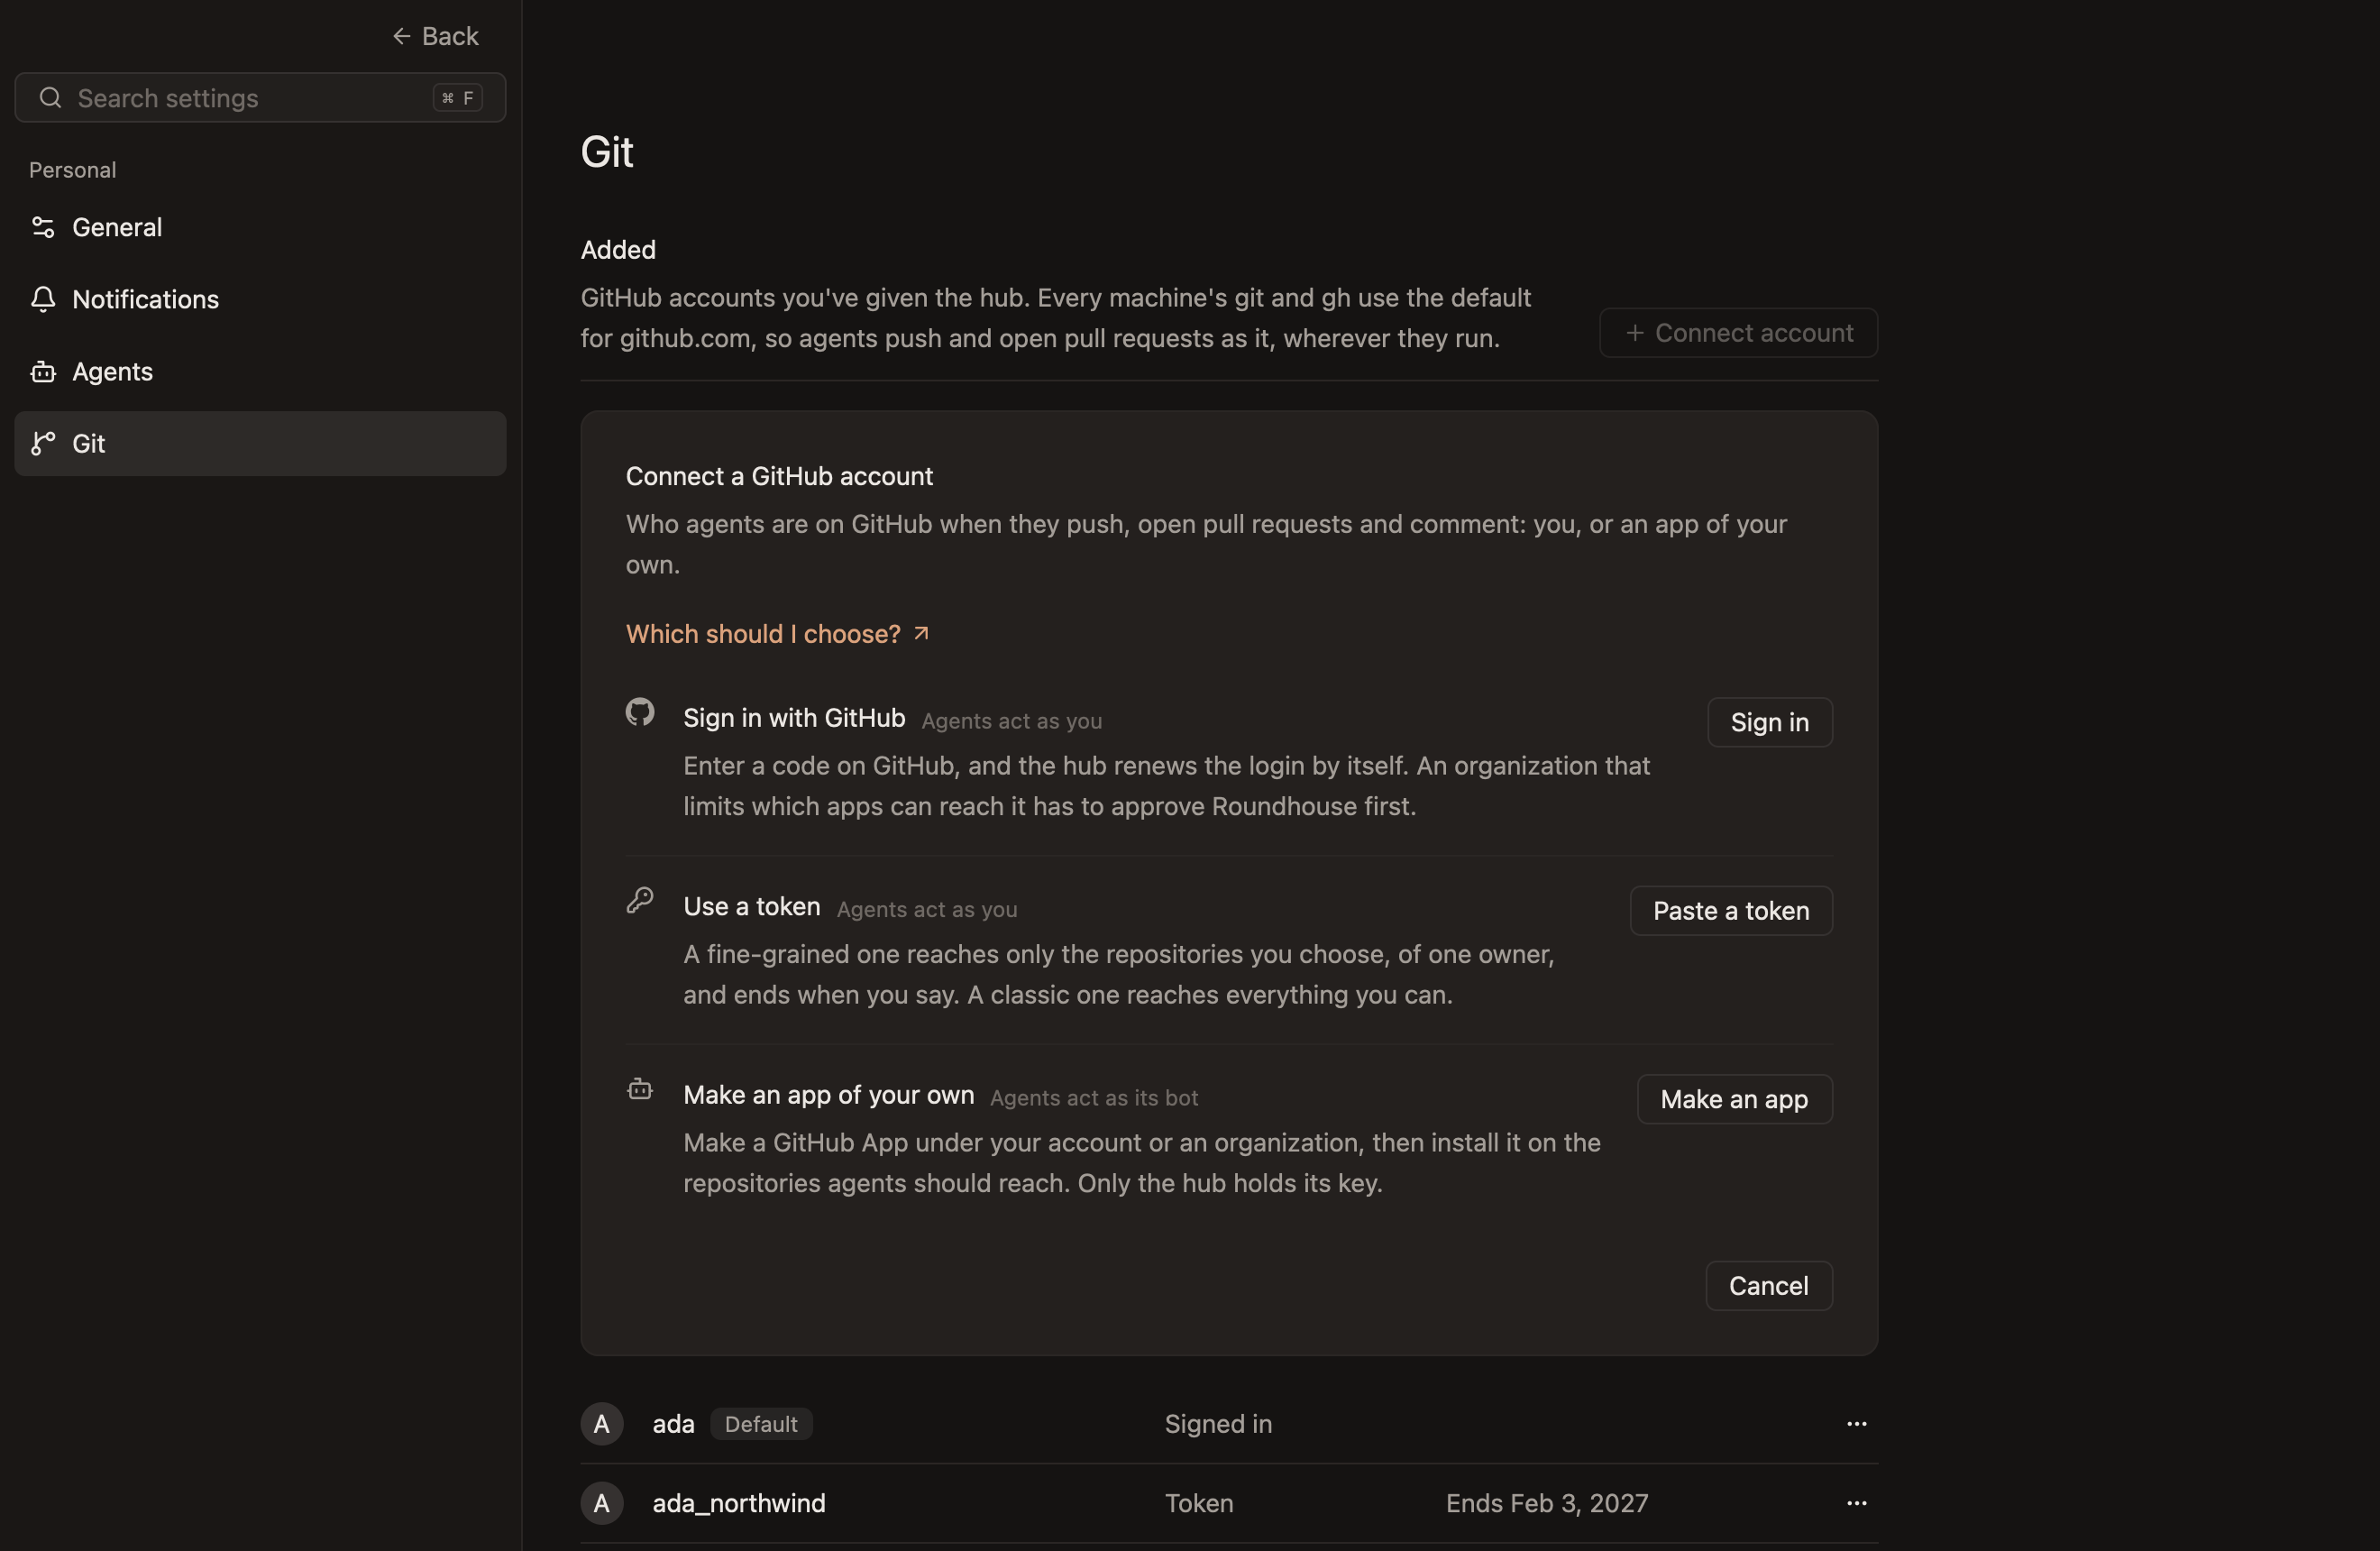 ← Back
Search settings
⌘ F
Personal
General
Notifications
Agents
Git
Git
Added
GitHub accounts you've given the hub. Every machine's git and gh use the default
for github.com, so agents push and open pull requests as it, wherever they run.
+ Connect account
Connect a GitHub account
Who agents are on GitHub when they push, open pull requests and comment: you, or an app of your
own.
Which should I choose? ↗
Sign in with GitHub Agents act as you
Sign in
Enter a code on GitHub, and the hub renews the login by itself. An organization that
limits which apps can reach it has to approve Roundhouse first.
Use a token Agents act as you
Paste a token
A fine-grained one reaches only the repositories you choose, of one owner,
and ends when you say. A classic one reaches everything you can.
Make an app of your own Agents act as its bot
Make an app
Make a GitHub App under your account or an organization, then install it on the
repositories agents should reach. Only the hub holds its key.
Cancel
A ada Default Signed in ...
A ada_northwind Token Ends Feb 3, 2027 ...